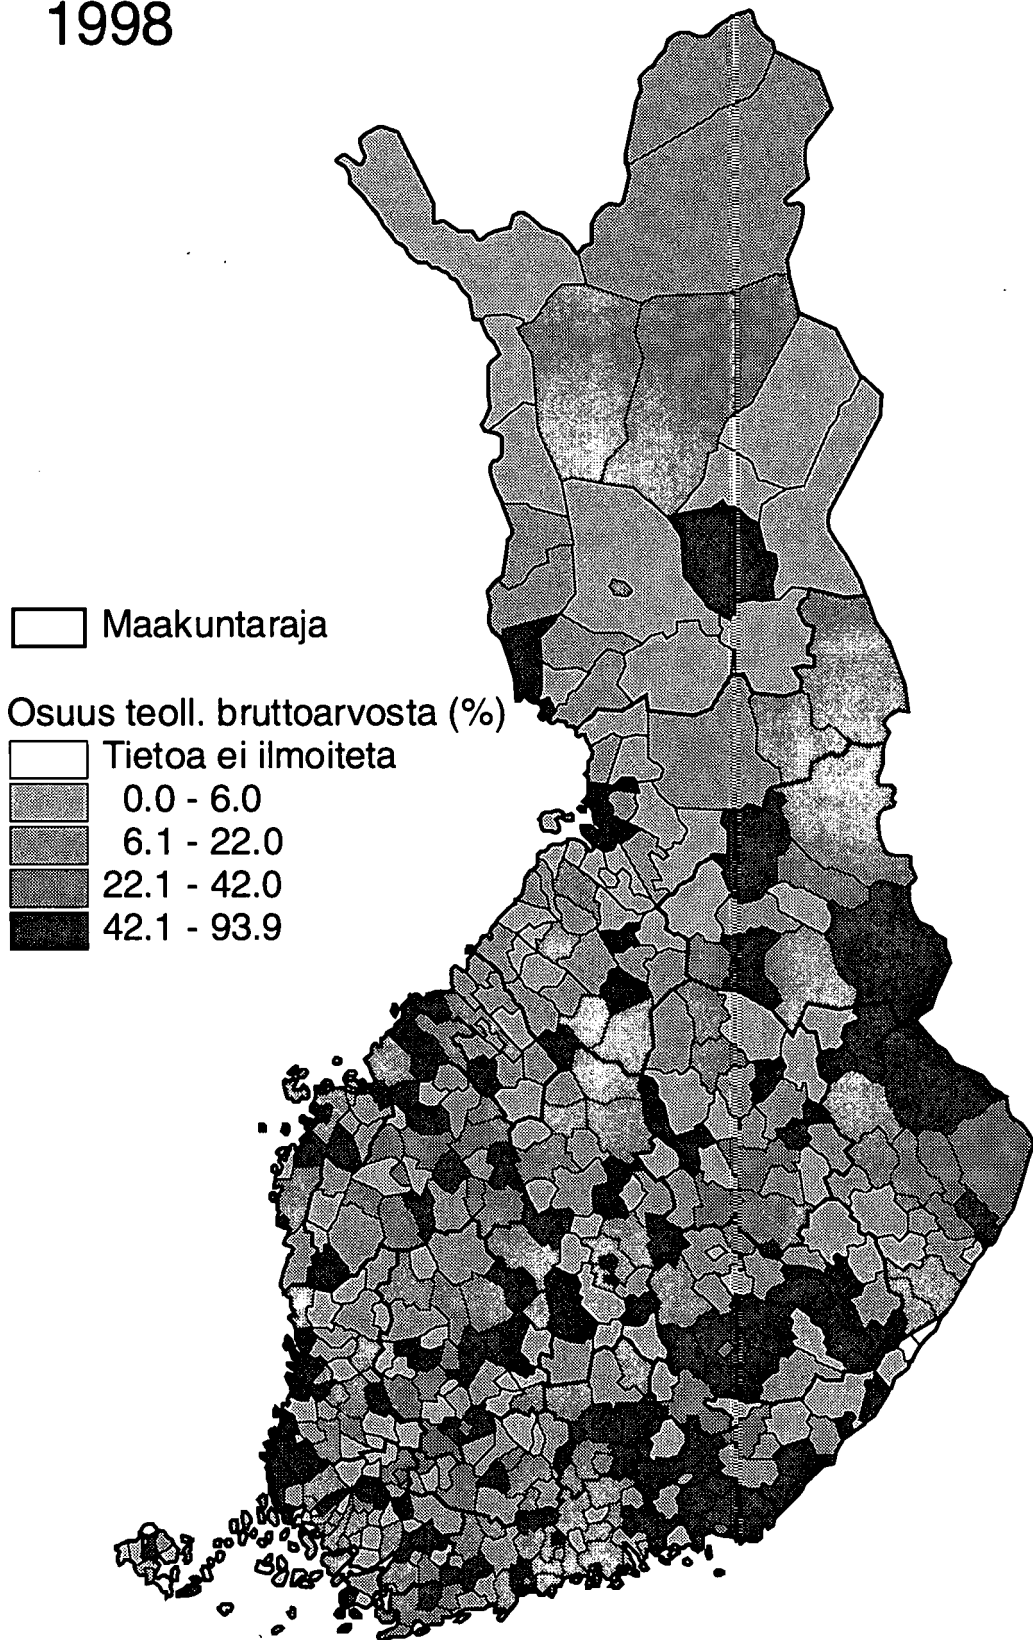 1998
Maakuntaraja
Osuus teoll. bruttoarvosta (%)
Tietoa ei ilmoiteta
0.0 - 6.0
6.1 - 22.0
22.1 - 42.0
42.1 - 93.9